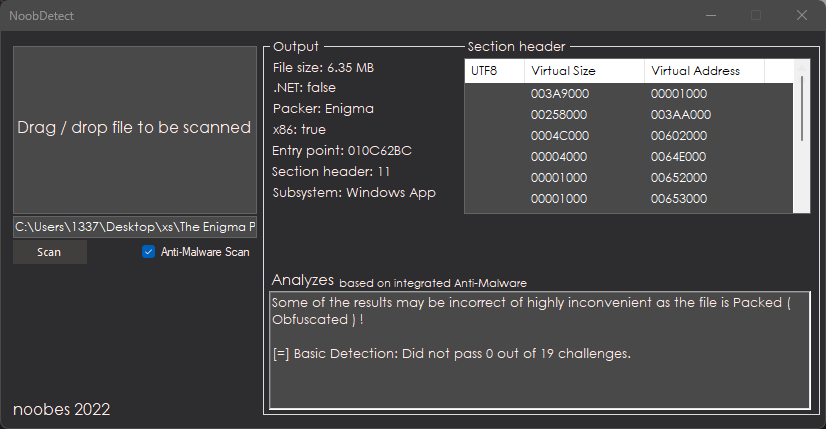 NoobDetect
Drag / drop file to be scanned
C:\Users\1337\Desktop\xs\The Enigma P
Scan
Anti-Malware Scan
noobes 2022
Output
File size: 6.35 MB
.NET: false
Packer: Enigma
x86: true
Entry point: 010C62BC
Section header: 11
Subsystem: Windows App
Section header
UTF8 Virtual Size Virtual Address
003A9000 00001000
00258000 003AA000
0004C000 00602000
00004000 0064E000
00001000 00652000
00001000 00653000
Analyzes based on integrated Anti-Malware
Some of the results may be incorrect of highly inconvenient as the file is Packed (
Obfuscated ) !
[=] Basic Detection: Did not pass 0 out of 19 challenges.